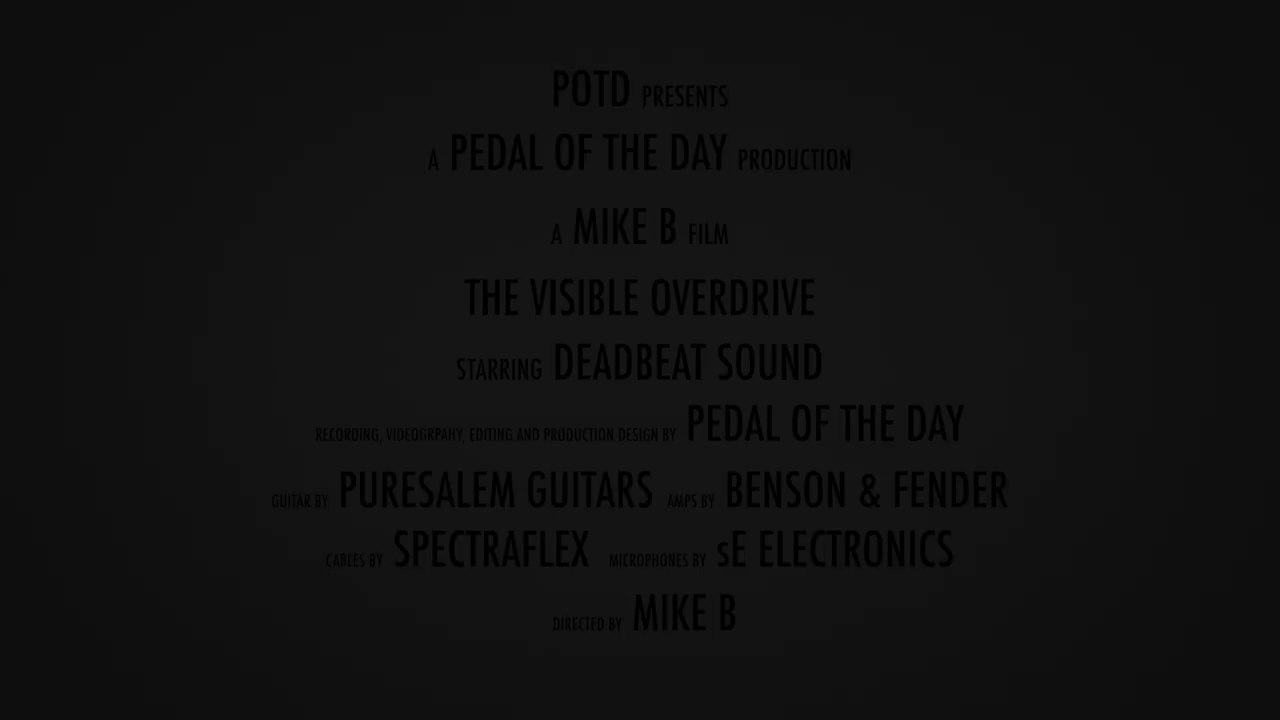 POTD PRESENTS
A PEDAL OF THE DAY PRODUCTION
A MIKE B FILM
THE VISIBLE OVERDRIVE
STARRING DEADBEAT SOUND
RECORDING, VIDEOGRPAHY, EDITING AND PRODUCTION DESIGN BY PEDAL OF THE DAY
GUITAR BY PURESALEM GUITARS AMPS BY BENSON & FENDER
CABLES BY SPECTRAFLEX MICROPHONES BY sE ELECTRONICS
DIRECTED BY MIKE B